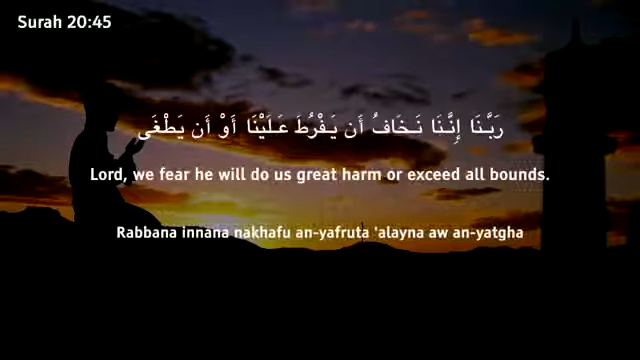 Surah 20:45
رَبَّنَا إِنَّنَا نَخَافُ أَن يَفْرُطَ عَلَيْنَا أَوْ أَن يَطْغَى
Lord, we fear he will do us great harm or exceed all bounds.
Rabbana innana nakhafu an-yafruta 'alayna aw an-yatgha